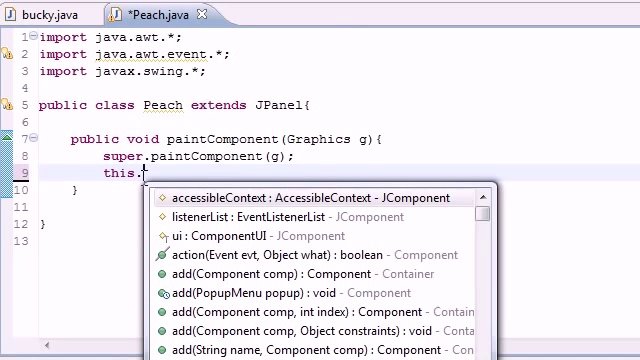 bucky.java *Peach.java
1 import java.awt.*;
2 import java.awt.event.*;
3 import javax.swing.*;
4
5 public class Peach extends JPanel{
6
7 public void paintComponent(Graphics g){
8 super.paintComponent(g);
9 this.
10 }
11
12 }
13
accessibleContext : AccessibleContext - JComponent
listenerList : EventListenerList - JComponent
ui : ComponentUI - JComponent
action(Event evt, Object what) : boolean - Component
add(Component comp) : Component - Container
add(PopupMenu popup) : void - Component
add(Component comp, int index) : Component - Contain
add(Component comp, Object constraints) : void - Conta
add(String name, Component comp) : Component - Conta